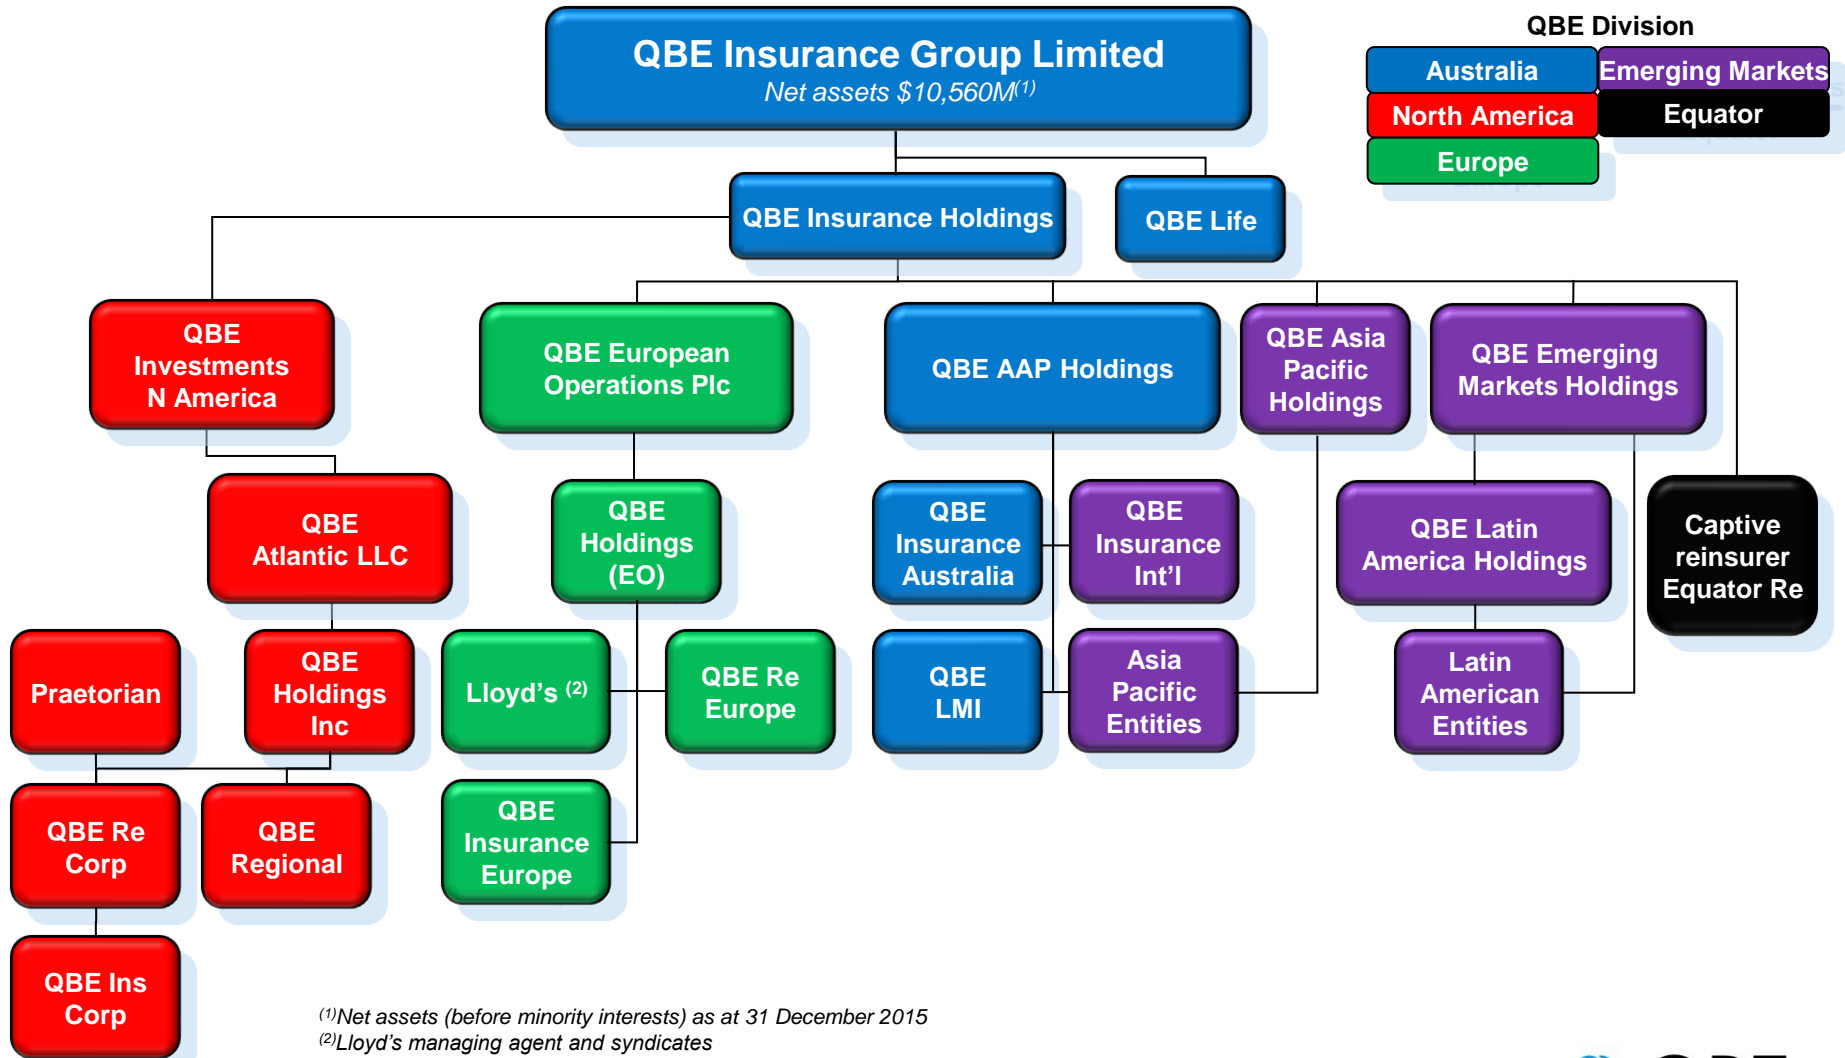 QBE Insurance Group Limited
Net assets $10,560M(1)
QBE Division
Australia
Emerging Markets
North America
Equator
Europe
QBE Insurance Holdings
QBE Life
QBE
Investments
N America
QBE European
Operations Plc
QBE AAP Holdings
QBE Asia
Pacific
Holdings
QBE Emerging
Markets Holdings
QBE
Atlantic LLC
QBE
Holdings
(EO)
QBE
Insurance
Australia
QBE
Insurance
Int'l
QBE Latin
America Holdings
Captive
reinsurer
Equator Re
Praetorian
QBE
Holdings
Inc
Lloyd's (2)
QBE Re
Europe
QBE
LMI
Asia
Pacific
Entities
Latin
American
Entities
QBE Re
Corp
QBE
Regional
QBE
Insurance
Europe
QBE Ins
Corp
(1)Net assets (before minority interests) as at 31 December 2015
(2)Lloyd's managing agent and syndicates